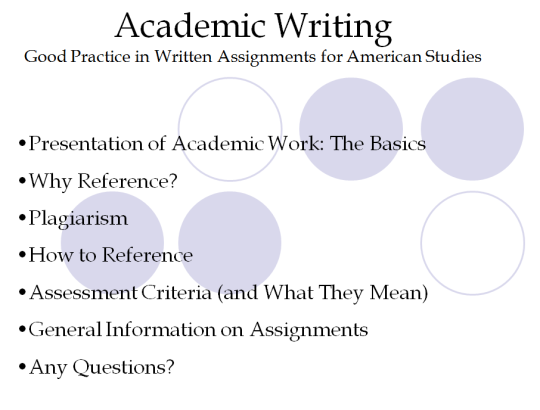 Academic Writing
Good Practice in Written Assignments for American Studies
•Presentation of Academic Work: The Basics
•Why Reference?
•Plagiarism
•How to Reference
•Assessment Criteria (and What They Mean)
•General Information on Assignments
•Any Questions?